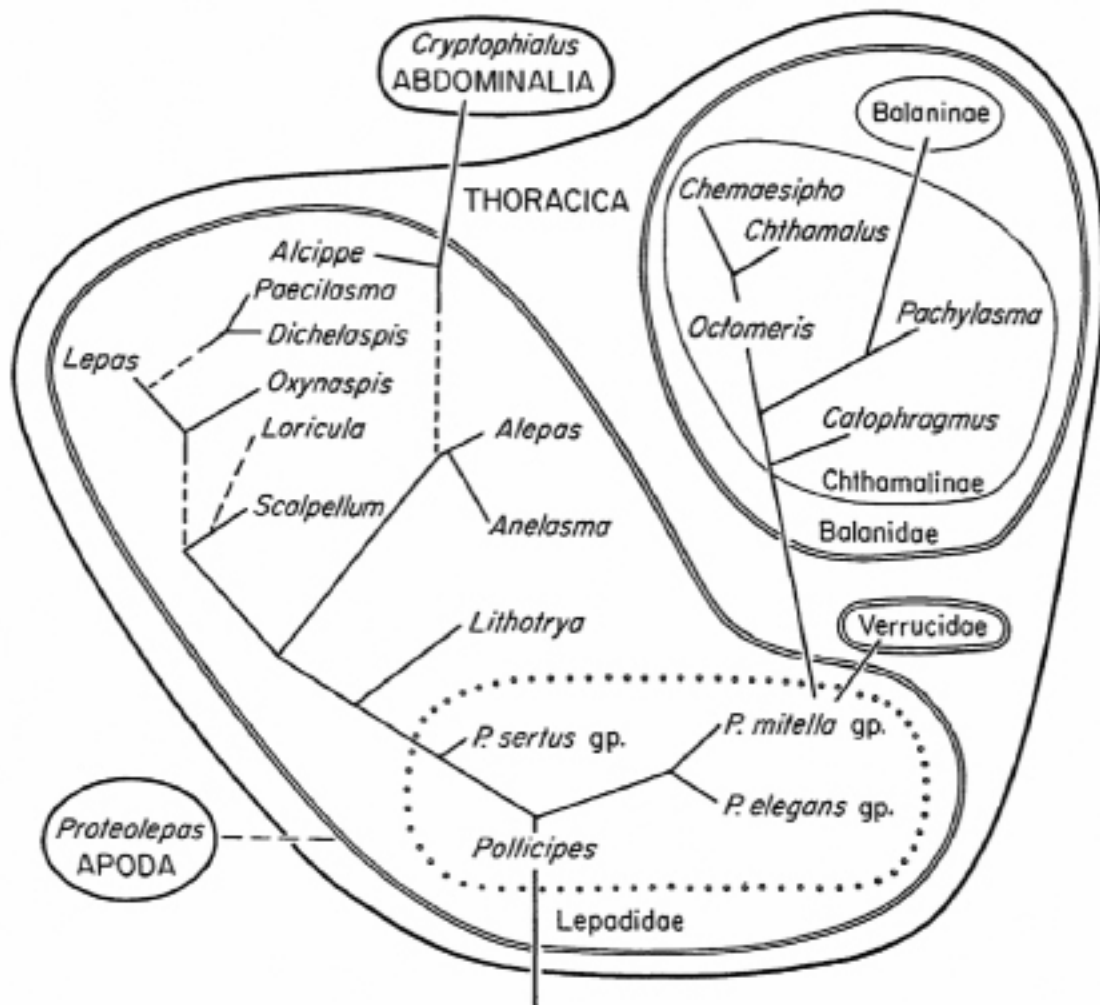 Cryptophialus
ABDOMINALIA
Balaninae
THORACICA
Chemaesipho
Chthamalus
Alcippe
Paecilasma
Dichelaspis
Octomeris
Pachylasma
Lepas
Oxynaspis
Loricula
Alepas
Catophragmus
Scalpellum
Chthamalinae
Anelasma
Balanidae
Lithotrya
Verrucidae
P. sertus gp.
P. mitella gp.
P. elegans gp.
Proteolepas
APODA
Pollicipes
Lepadidae